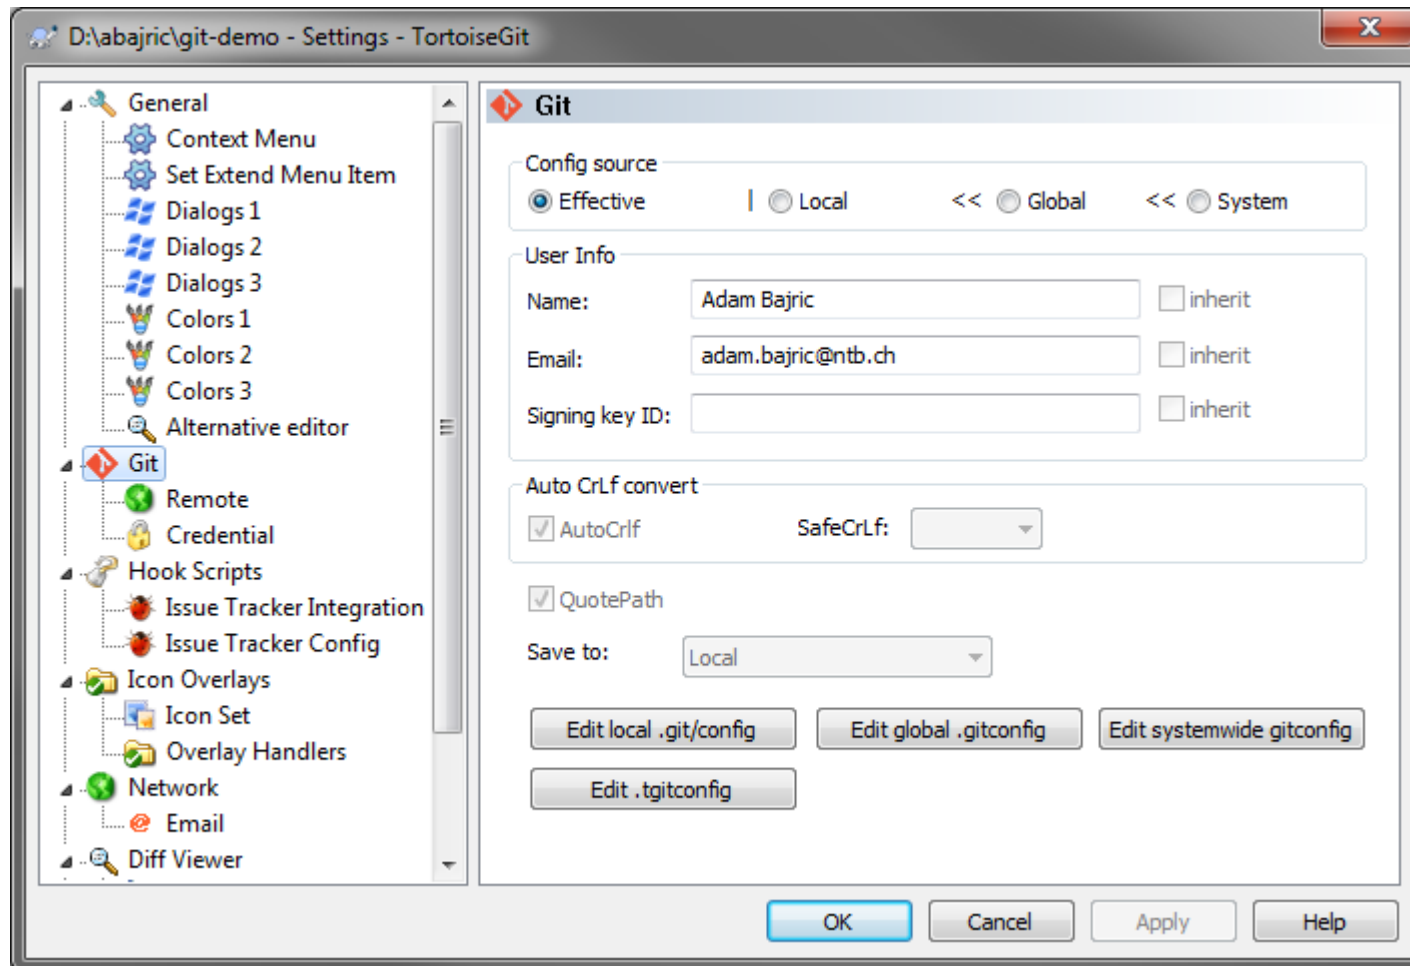 D:\abajric\git-demo - Settings - TortoiseGit
General
Context Menu
Set Extend Menu Item
Dialogs 1
Dialogs 2
Dialogs 3
Colors 1
Colors 2
Colors 3
Alternative editor
Git
Remote
Credential
Hook Scripts
Issue Tracker Integration
Issue Tracker Config
Icon Overlays
Icon Set
Overlay Handlers
Network
Email
Diff Viewer
Git
Config source
Effective | Local << Global << System
User Info
Name: Adam Bajric inherit
Email: adam.bajric@ntb.ch inherit
Signing key ID: inherit
Auto CrLf convert
AutoCrlf SafeCrLf:
QuotePath
Save to: Local
Edit local .git/config Edit global .gitconfig Edit systemwide gitconfig
Edit .tgitconfig
OK Cancel Apply Help